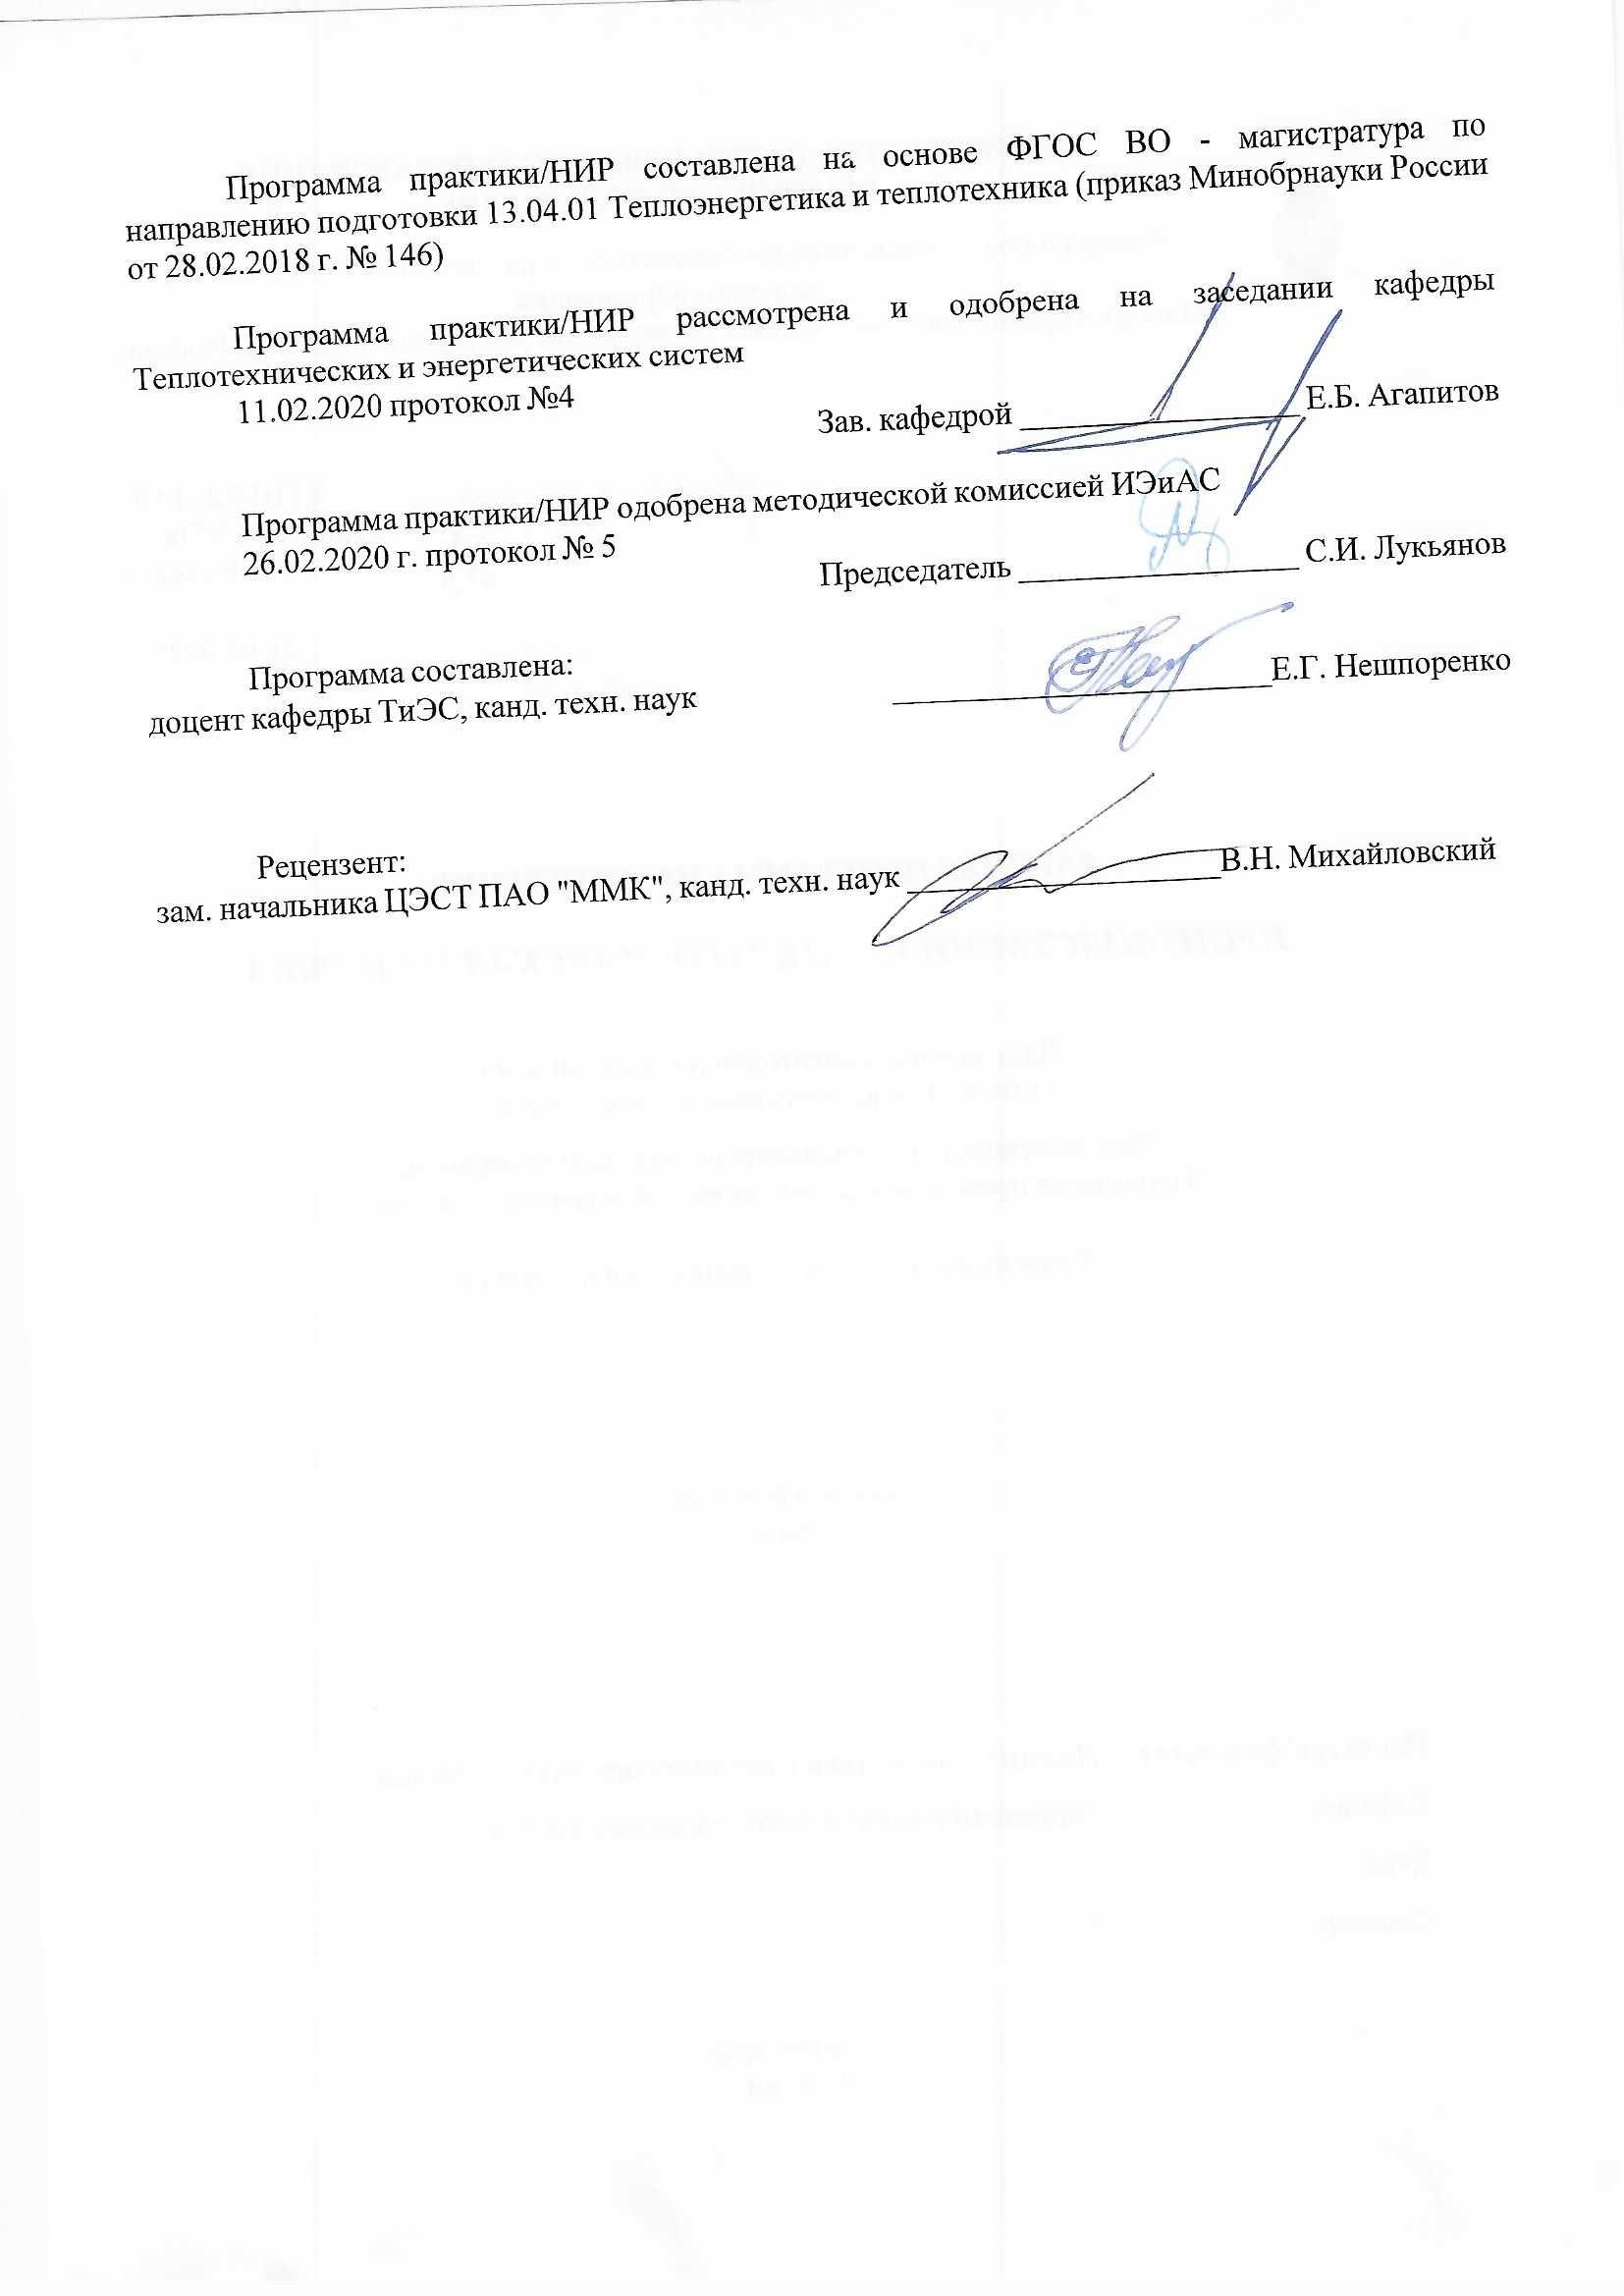 Программа практики/НИР составлена на основе ФГОС ВО - магистратура по
направлению подготовки 13.04.01 Теплоэнергетика и теплотехника (приказ Минобрнауки России
от 28.02.2018 г. № 146)
Программа практики/НИР рассмотрена и одобрена на заседании кафедры
Теплотехнических и энергетических систем
11.02.2020 протокол №4
Зав. кафедрой ________________ Е.Б. Агапитов
Программа практики/НИР одобрена методической комиссией ИЭиАС
26.02.2020 г. протокол № 5
Председатель ________________ С.И. Лукьянов
Программа составлена:
доцент кафедры ТиЭС, канд. техн. наук ________________Е.Г. Нешпоренко
Рецензент:
зам. начальника ЦЭСТ ПАО "ММК", канд. техн. наук ________________В.Н. Михайловский